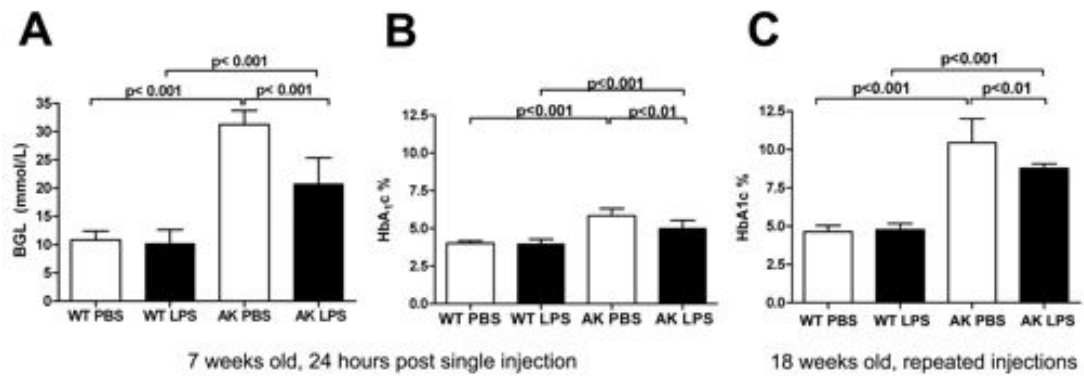 A
p< 0.001
p< 0.001
p< 0.001
BGL (mmol/L)
35
30
25
20
15
10
5
0
WT PBS
WT LPS
AK PBS
AK LPS
B
p<0.001
p<0.001
p<0.01
HbA1c %
12.5
10.0
7.5
5.0
2.5
0.0
WT PBS
WT LPS
AK PBS
AK LPS
7 weeks old, 24 hours post single injection
C
p<0.001
p<0.001
p<0.01
HbA1c %
12.5
10.0
7.5
5.0
2.5
0.0
WT PBS
WT LPS
AK PBS
AK LPS
18 weeks old, repeated injections